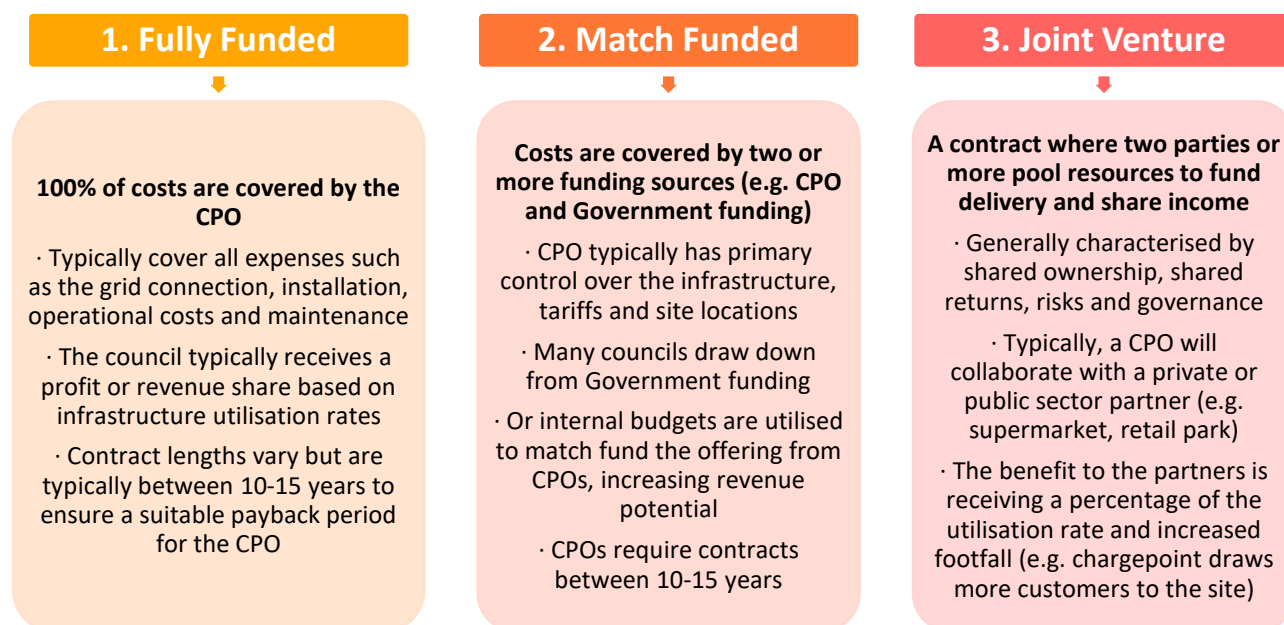 1. Fully Funded
100% of costs are covered by the
CPO
· Typically cover all expenses such
as the grid connection, installation,
operational costs and maintenance
· The council typically receives a
profit or revenue share based on
infrastructure utilisation rates
· Contract lengths vary but are
typically between 10-15 years to
ensure a suitable payback period
for the CPO
2. Match Funded
Costs are covered by two or
more funding sources (e.g. CPO
and Government funding)
· CPO typically has primary
control over the infrastructure,
tariffs and site locations
· Many councils draw down
from Government funding
· Or internal budgets are utilised
to match fund the offering from
CPOs, increasing revenue
potential
· CPOs require contracts
between 10-15 years
3. Joint Venture
A contract where two parties or
more pool resources to fund
delivery and share income
· Generally characterised by
shared ownership, shared
returns, risks and governance
· Typically, a CPO will
collaborate with a private or
public sector partner (e.g.
supermarket, retail park)
· The benefit to the partners is
receiving a percentage of the
utilisation rate and increased
footfall (e.g. chargepoint draws
more customers to the site)